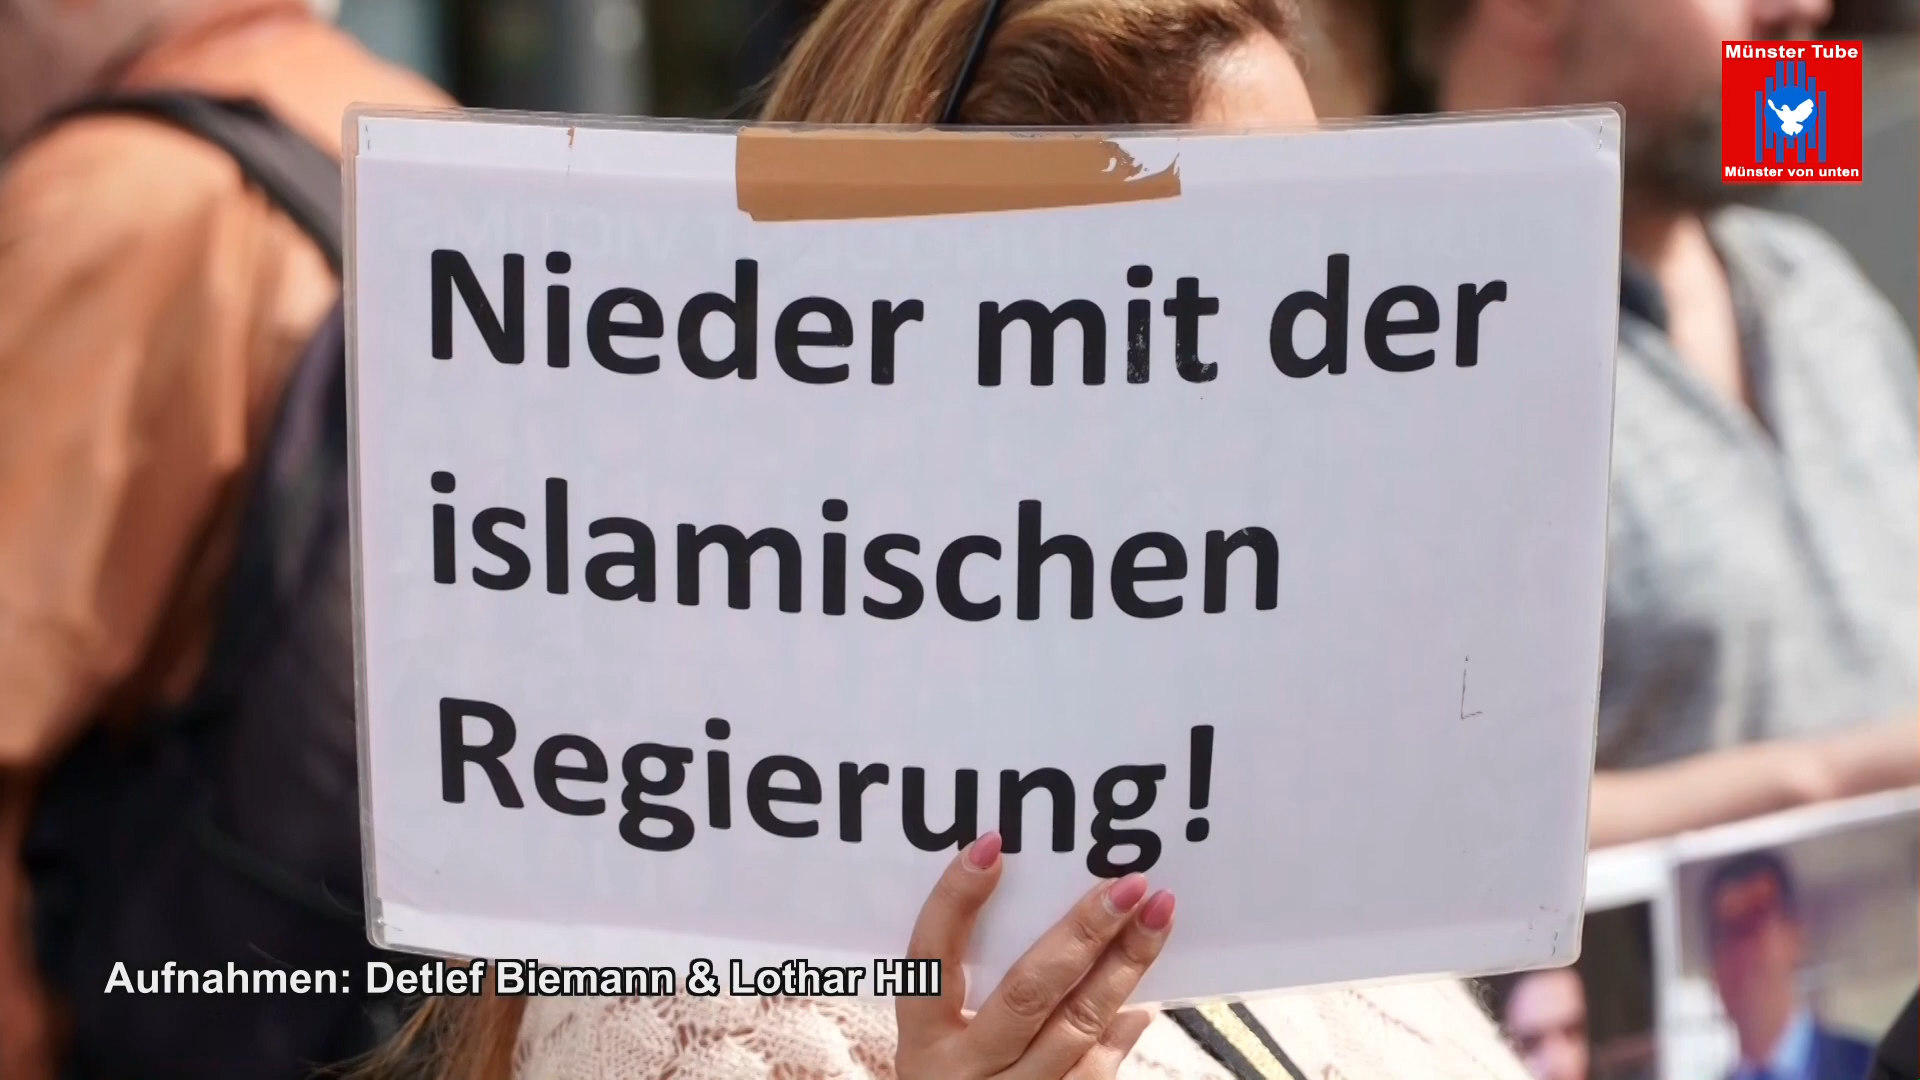 Münster Tube
Münster von unten
Nieder mit der
islamischen
Regierung!
Aufnahmen: Detlef Biemann & Lothar Hill